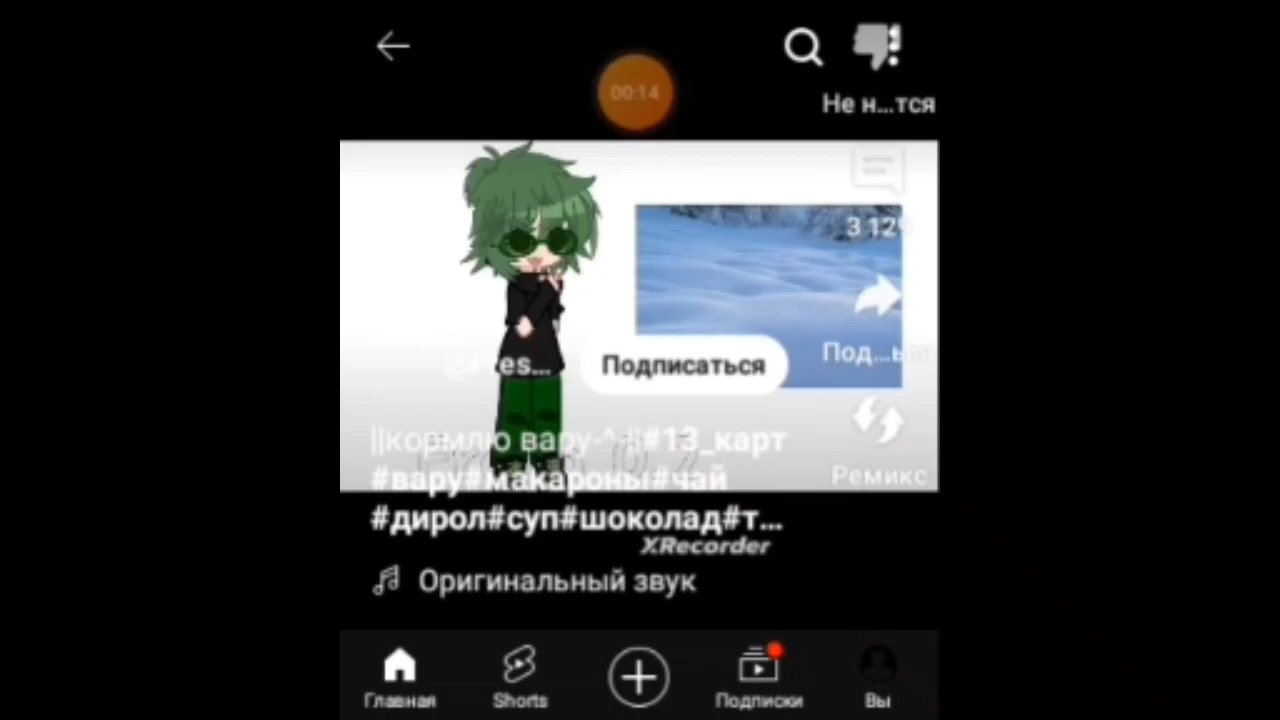 00:14
Не н...тся
3 129
Подписаться
es...
Под...ь
||кормлю вару-^-||#13_карт
#вару#макароны#чай
Ремикс
#дирол#суп#шоколад#т...
XRecorder
Оригинальный звук
Главная
Shorts
Подписки
Вы